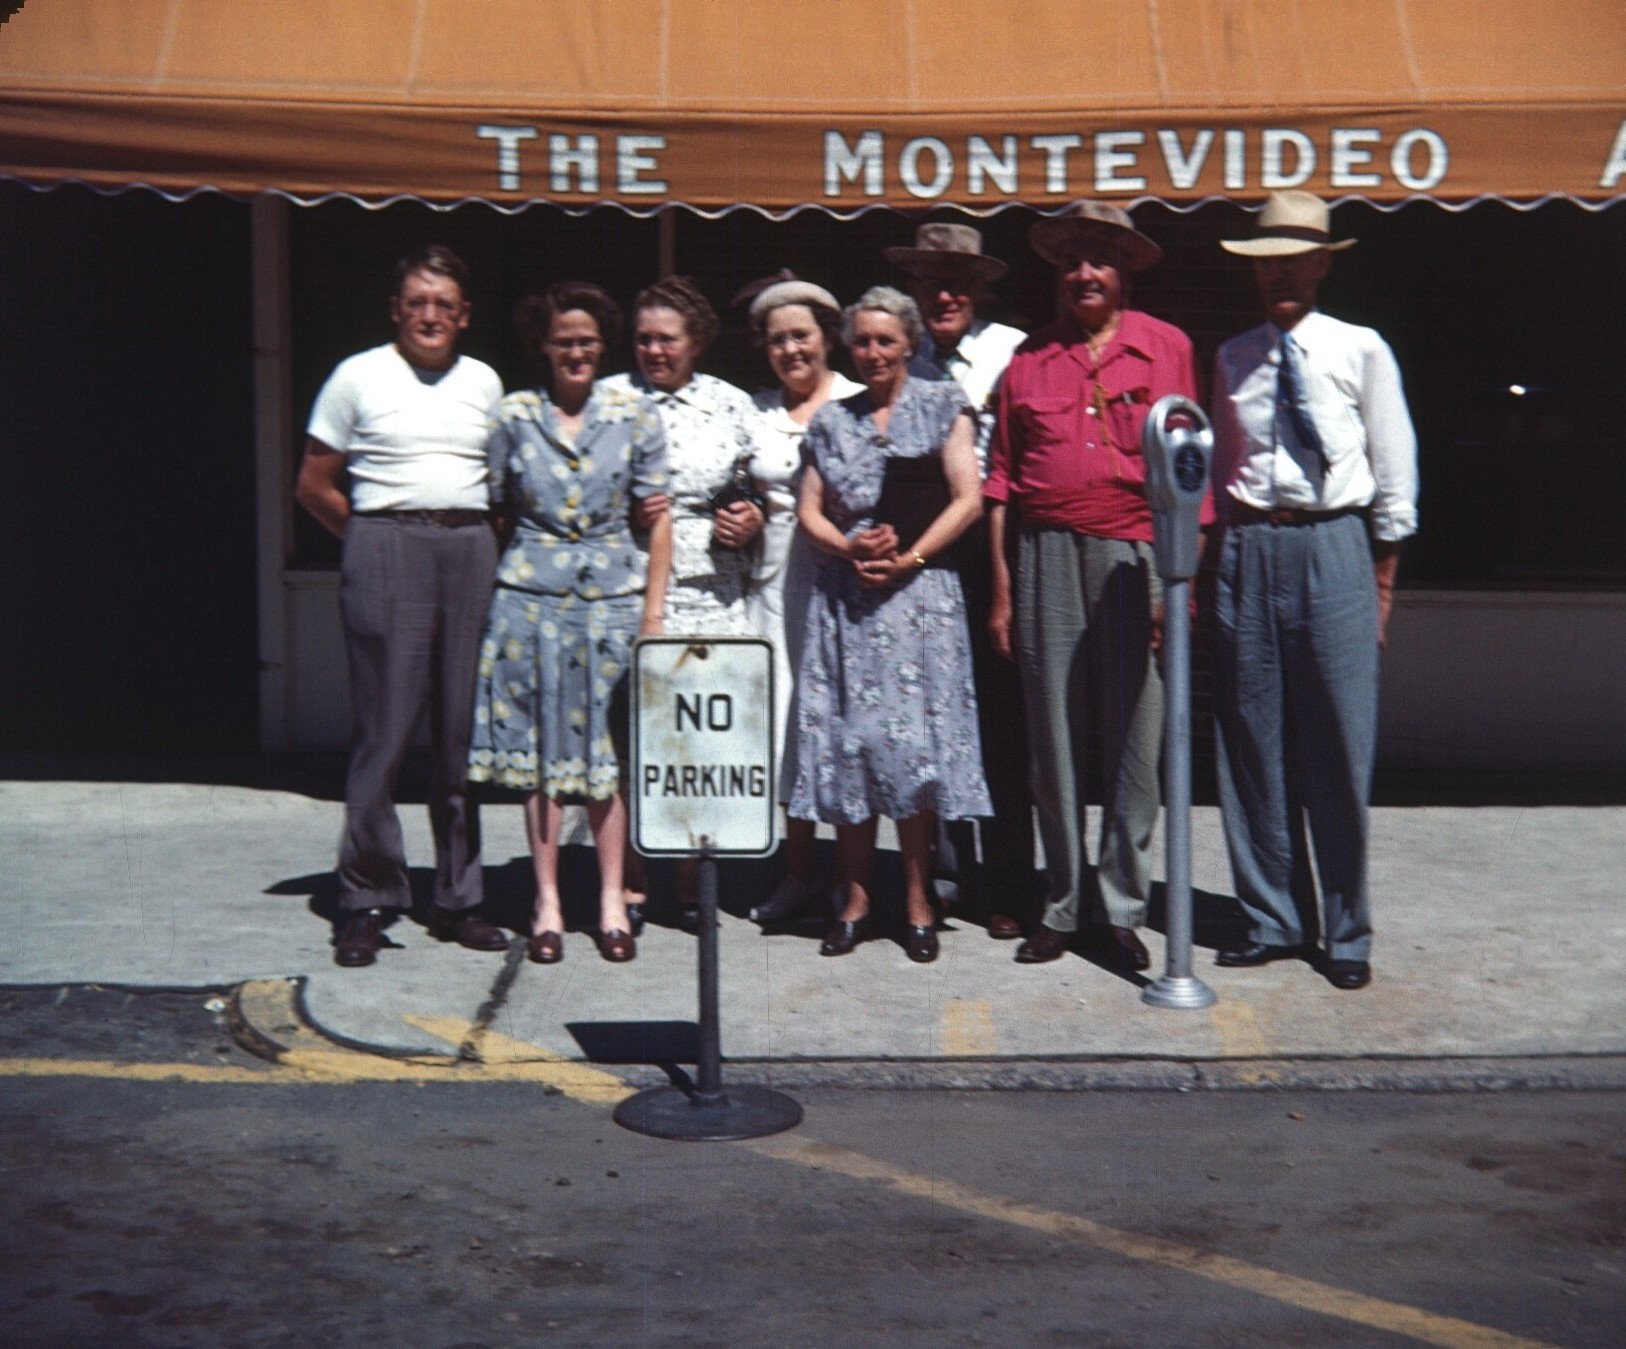 THE MONTEVIDEO A
NO
PARKING